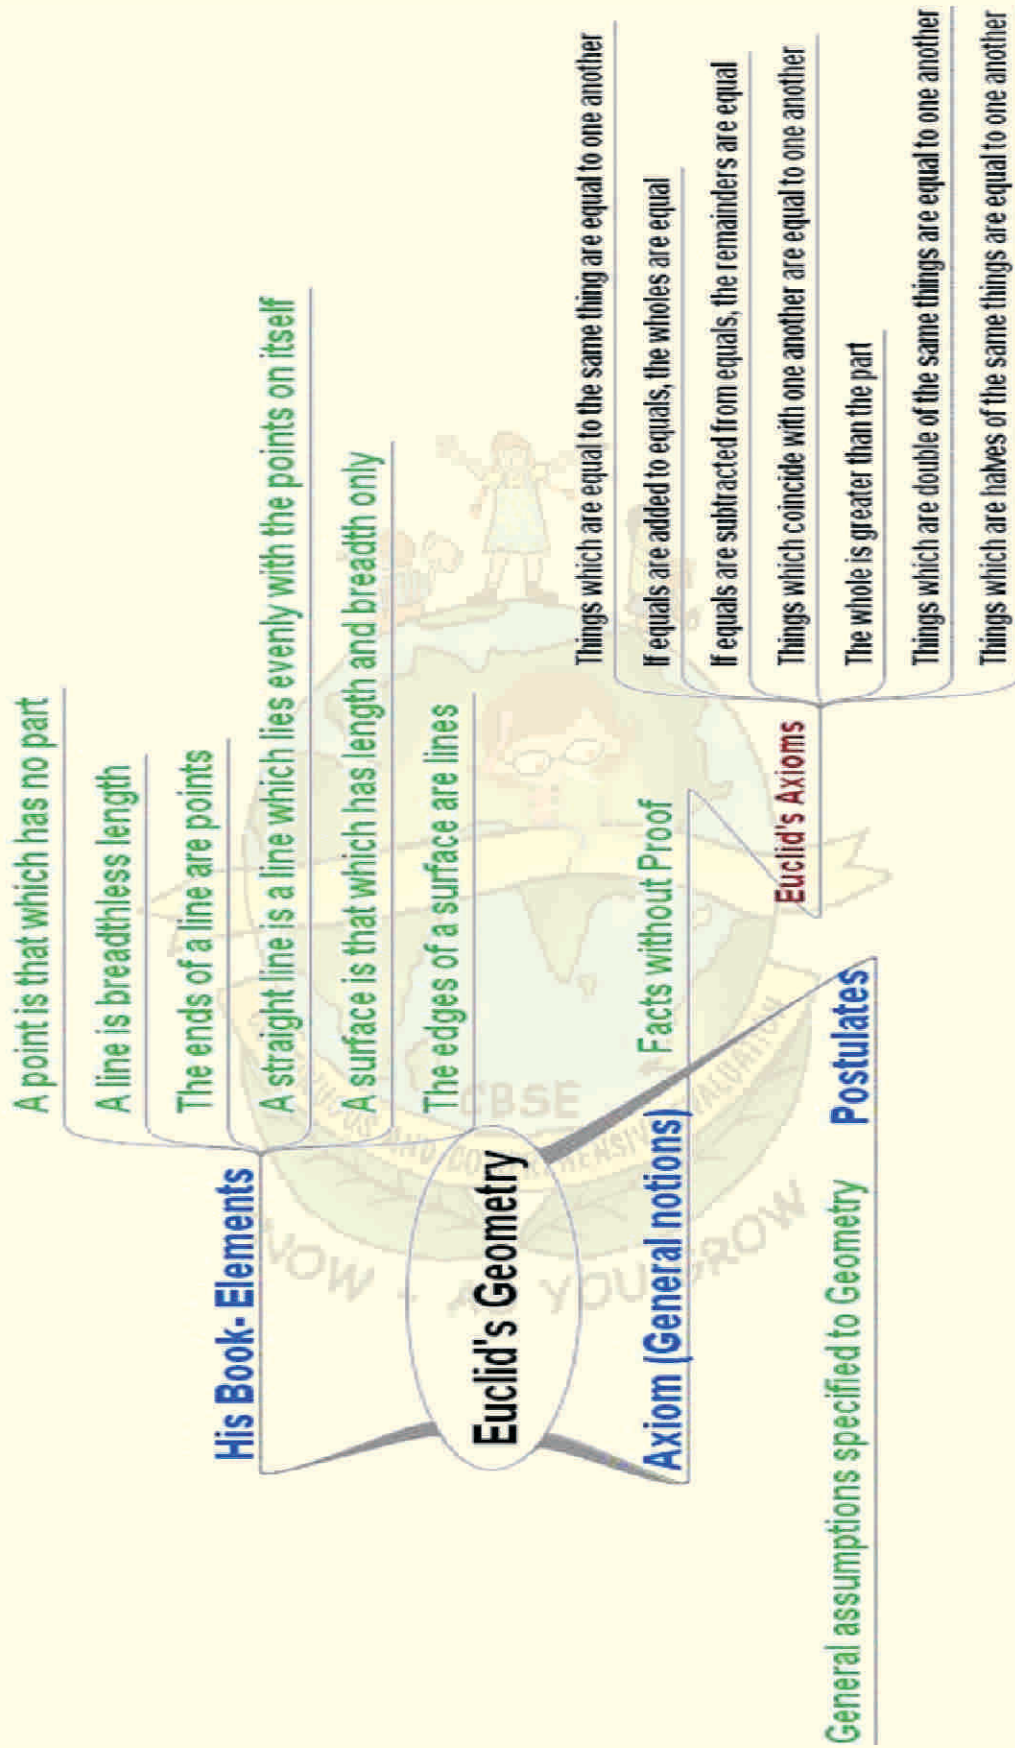 His Book- Elements
A point is that which has no part
A line is breadthless length
The ends of a line are points
A straight line is a line which lies evenly with the points on itself
A surface is that which has length and breadth only
The edges of a surface are lines
Euclid's Geometry
Axiom (General notions)
Facts without Proof
Euclid's Axioms
Things which are equal to the same thing are equal to one another
If equals are added to equals, the wholes are equal
If equals are subtracted from equals, the remainders are equal
Things which coincide with one another are equal to one another
The whole is greater than the part
Things which are double of the same things are equal to one another
Things which are halves of the same things are equal to one another
General assumptions specified to Geometry
Postulates
CBSE